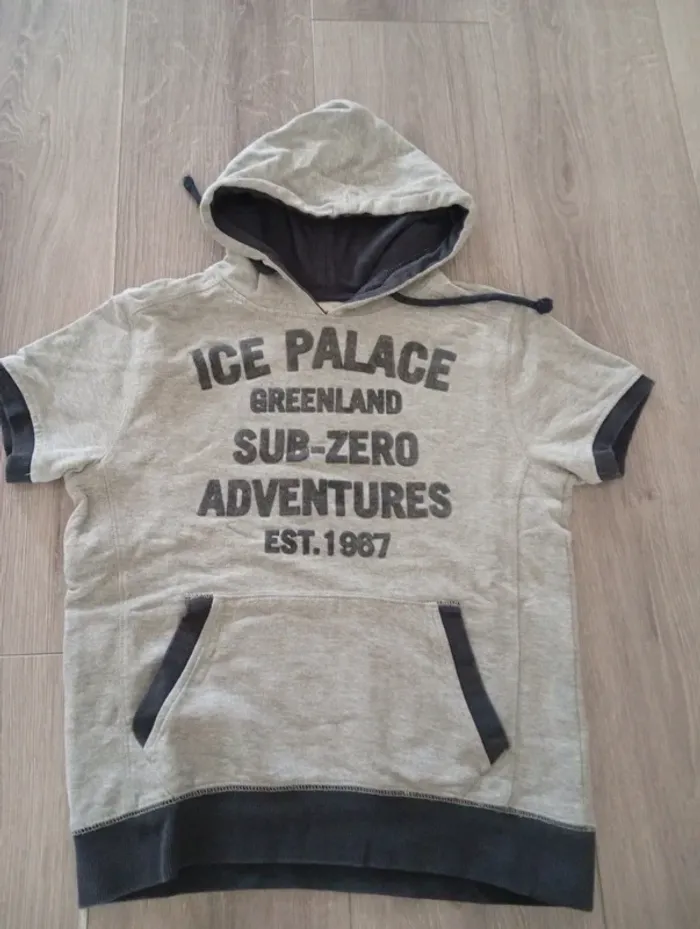 ICE PALACE
GREENLAND
SUB-ZERO
ADVENTURES
EST.1967